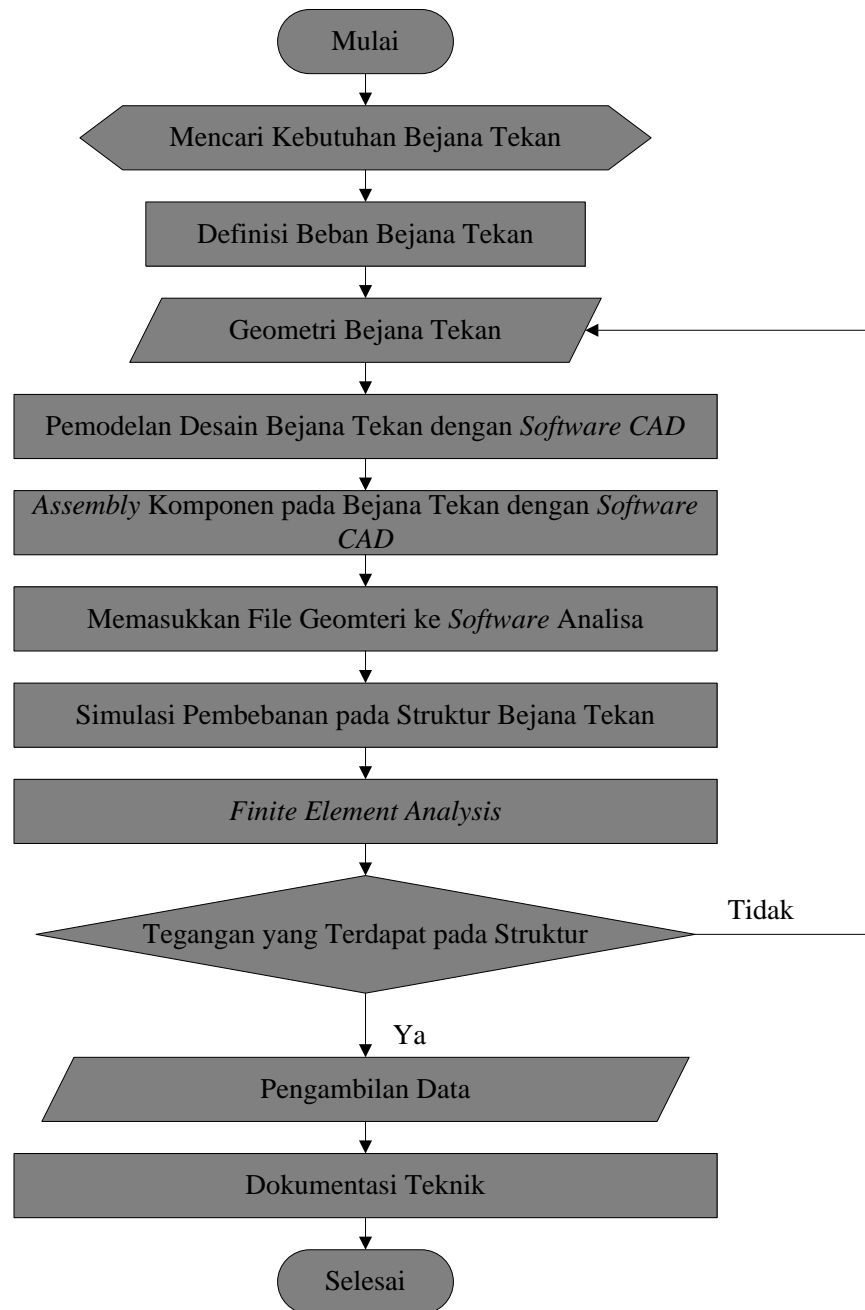 Mulai
Mencari Kebutuhan Bejana Tekan
Definisi Beban Bejana Tekan
Geometri Bejana Tekan
Pemodelan Desain Bejana Tekan dengan Software CAD
Assembly Komponen pada Bejana Tekan dengan Software
CAD
Memasukkan File Geomteri ke Software Analisa
Simulasi Pembebanan pada Struktur Bejana Tekan
Finite Element Analysis
Tegangan yang Terdapat pada Struktur
Tidak
Ya
Pengambilan Data
Dokumentasi Teknik
Selesai